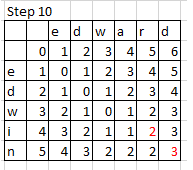 Step 10
e d w a r d
0 1 2 3 4 5 6
e 1 0 1 2 3 4 5
d 2 1 0 1 2 3 4
w 3 2 1 0 1 2 3
i 4 3 2 1 1 2 3
n 5 4 3 2 2 2 3